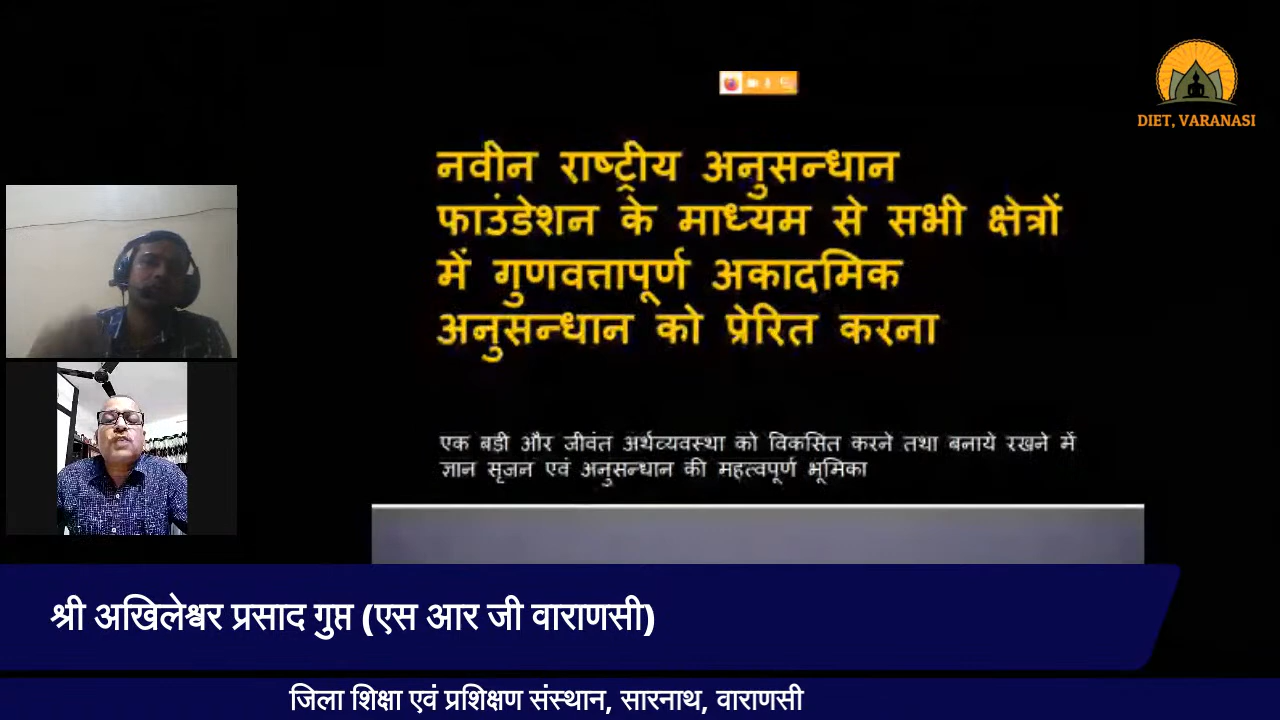 DIET, VARANASI
नवीन राष्ट्रीय अनुसन्धान
फाउंडेशन के माध्यम से सभी क्षेत्रों
में गुणवत्तापूर्ण अकादमिक
अनुसन्धान को प्रेरित करना
एक बड़ी और जीवंत अर्थव्यवस्था को विकसित करने तथा बनाये रखने में
ज्ञान सृजन एवं अनुसन्धान की महत्वपूर्ण भूमिका
श्री अखिलेश्वर प्रसाद गुप्त (एस आर जी वाराणसी)
जिला शिक्षा एवं प्रशिक्षण संस्थान, सारनाथ, वाराणसी